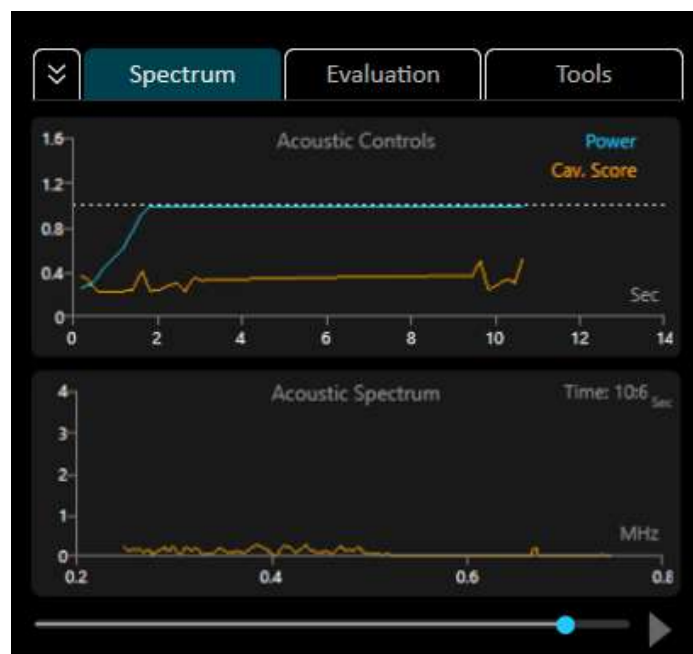 Spectrum Evaluation Tools
Acoustic Controls Power
Cav. Score
1.6
1.2
0.8
0.4
0
Sec
0 2 4 6 8 10 12 14
Acoustic Spectrum Time: 10:6 Sec
4
3
2
1
0
MHz
0.2 0.4 0.6 0.8